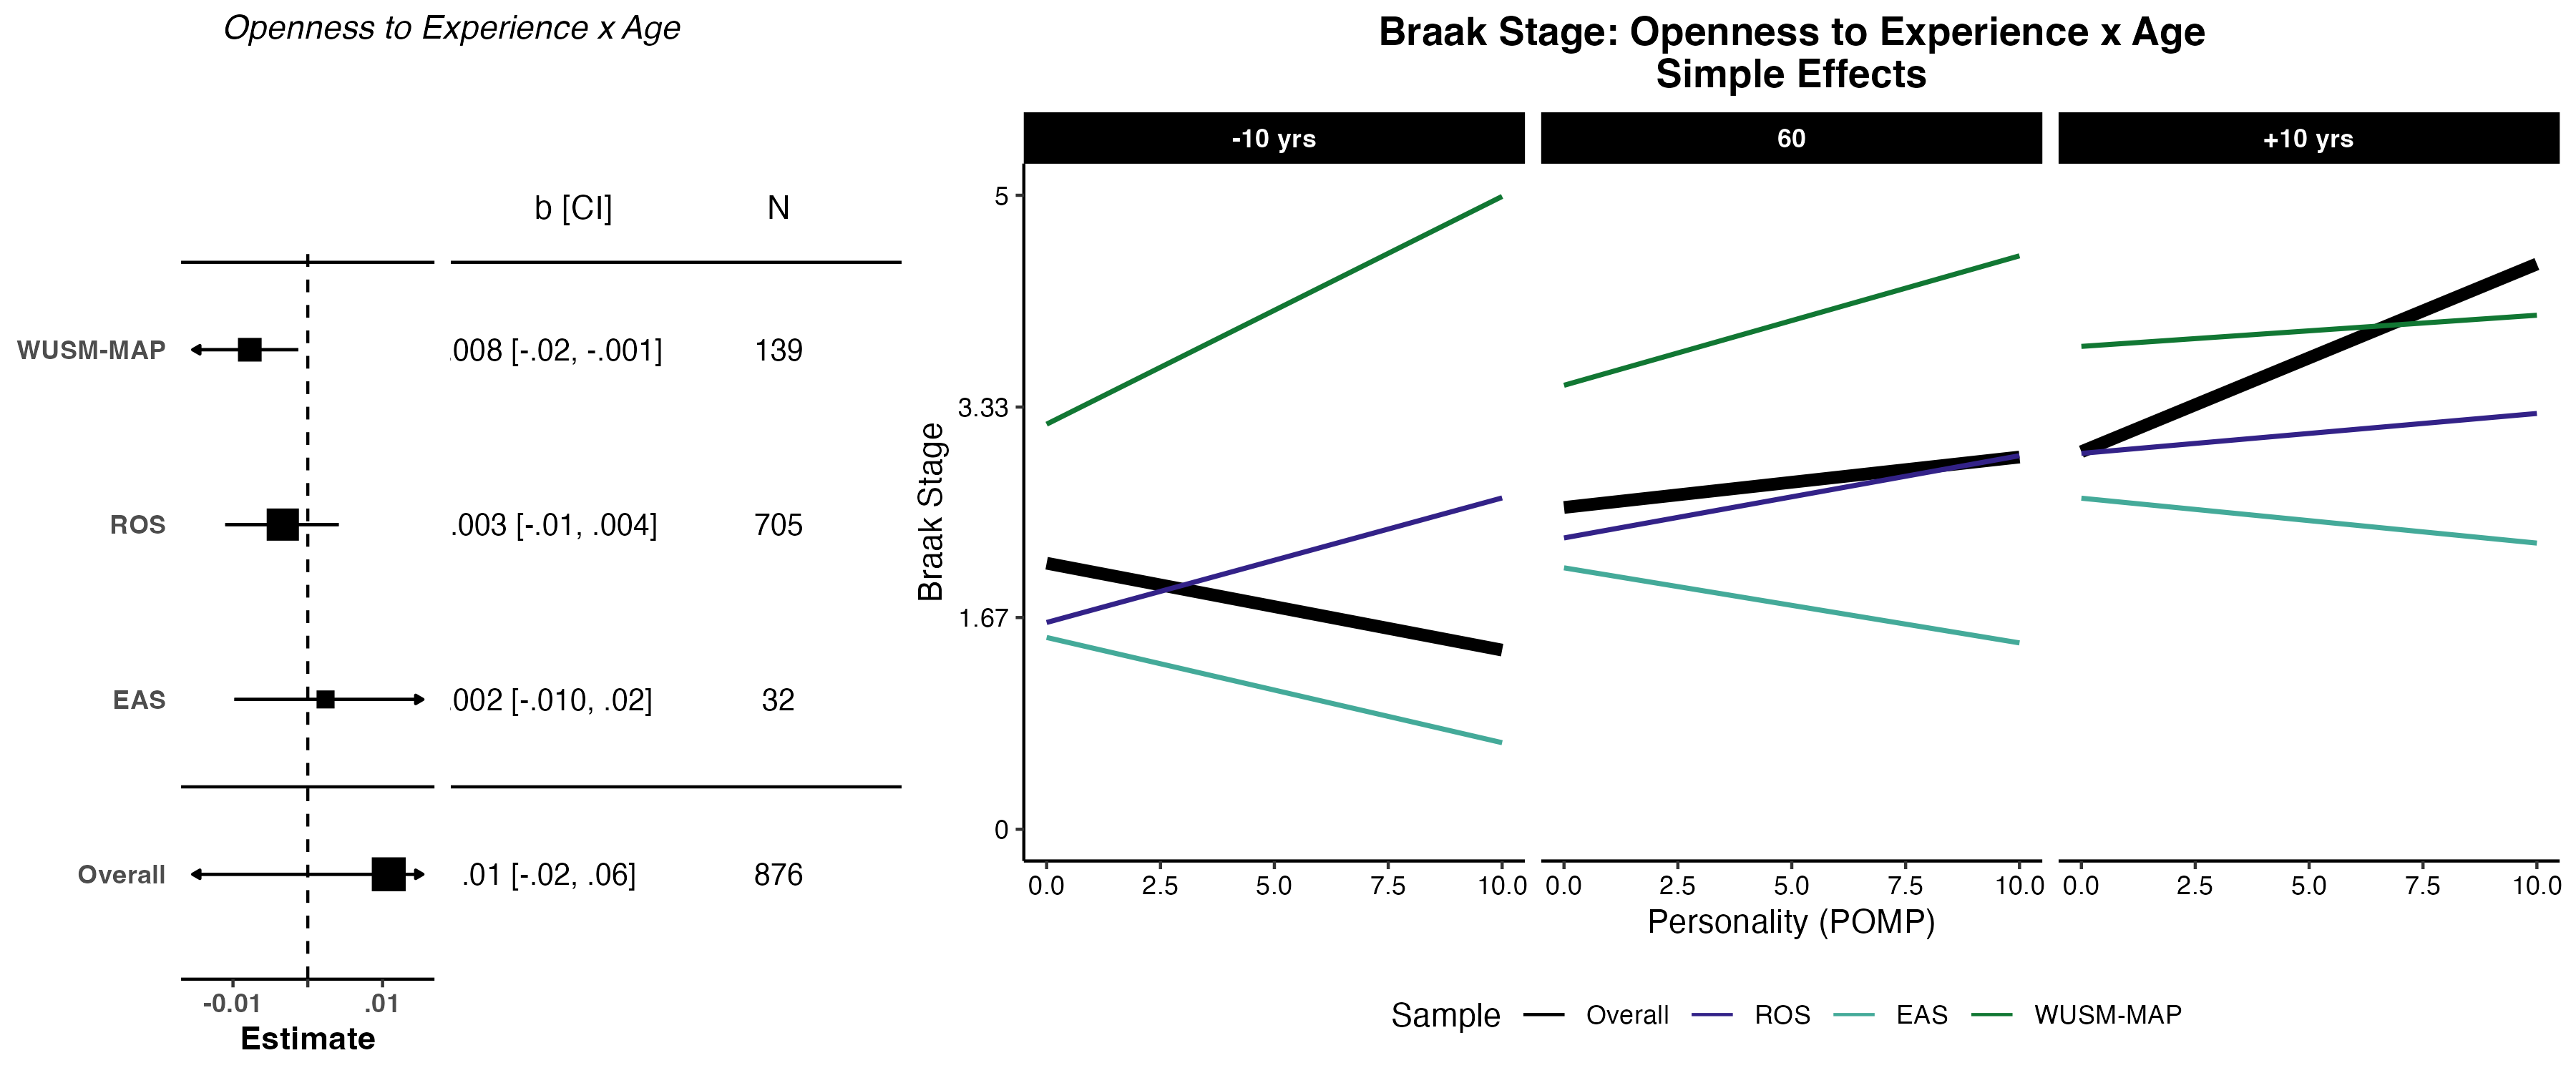 Openness to Experience x Age
b [CI] N
WUSM-MAP .008 [-.02, -.001] 139
ROS .003 [-.01, .004] 705
EAS .002 [-.010, .02] 32
Overall .01 [-.02, .06] 876
-0.01 .01
Estimate
Braak Stage: Openness to Experience x Age
Simple Effects
-10 yrs 60 +10 yrs
Braak Stage
5
3.33
1.67
0
0.0 2.5 5.0 7.5 10.0 0.0 2.5 5.0 7.5 10.0 0.0 2.5 5.0 7.5 10.0
Personality (POMP)
Sample Overall ROS EAS WUSM-MAP